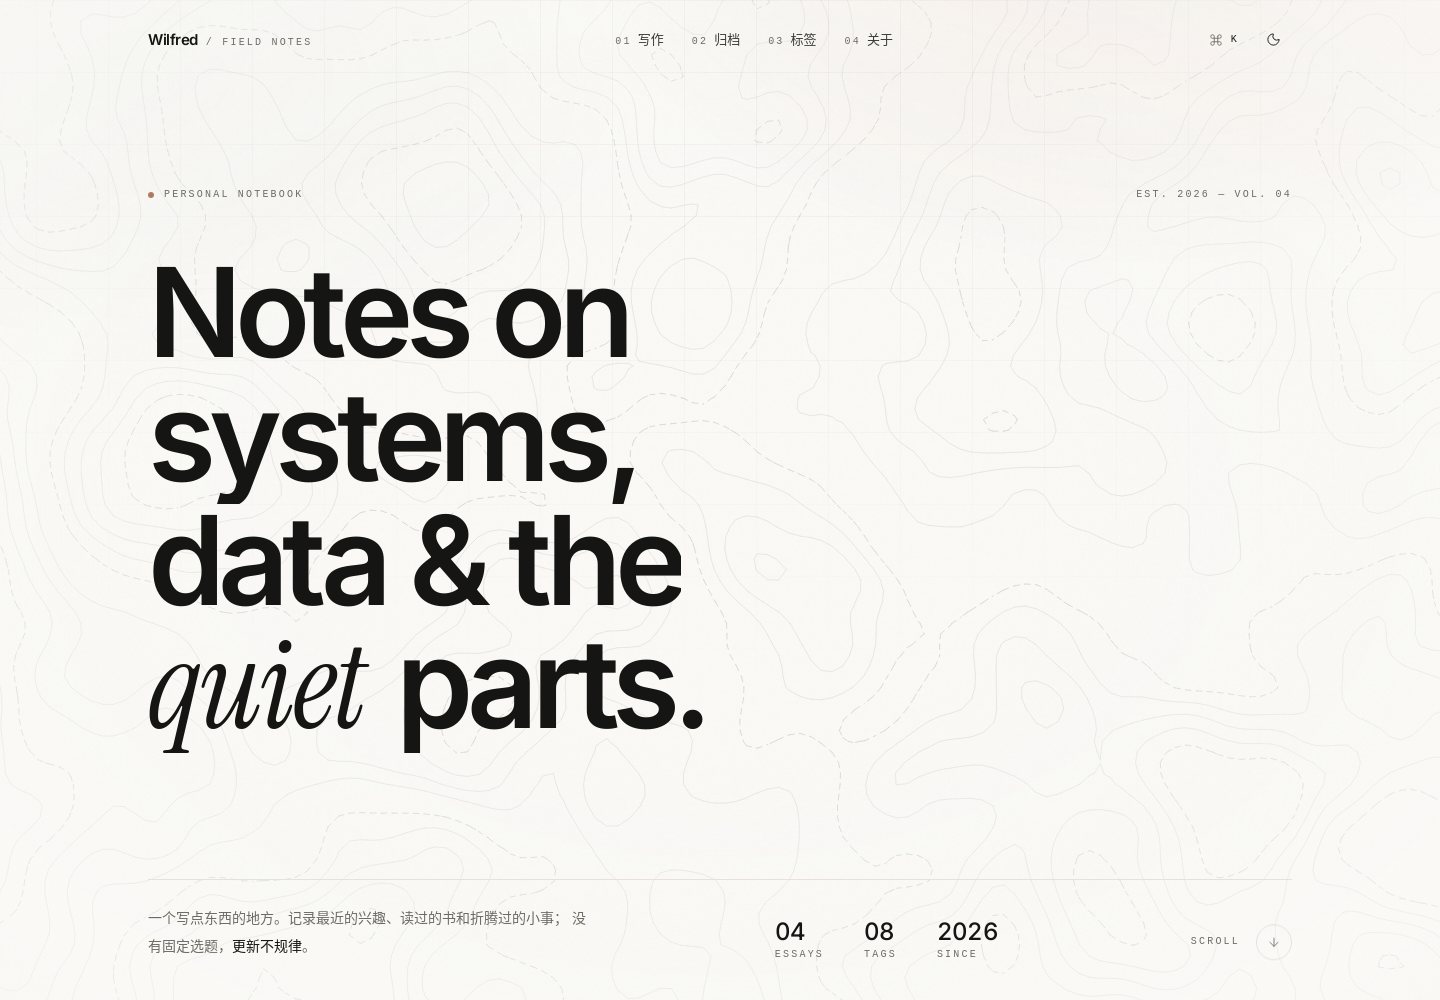 Wilfred / FIELD NOTES
01 写作 02 归档 03 标签 04 关于
⌘ K
PERSONAL NOTEBOOK
EST. 2026 — VOL. 04
Notes on
systems,
data & the
quiet parts.
一个写点东西的地方。记录最近的兴趣、读过的书和折腾过的小事； 没
有固定选题，更新不规律。
04 08 2026
ESSAYS TAGS SINCE
SCROLL